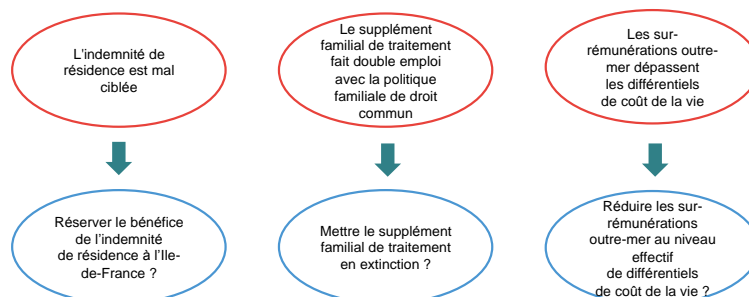 L'indemnité de
résidence est mal
ciblée
Le supplément
familial de traitement
fait double emploi
avec la politique
familiale de droit
commun
Les sur-
rémunérations outre-
mer dépassent
les différentiels
de coût de la vie
Réserver le bénéfice
de l'indemnité
de résidence à l'Ile-
de-France ?
Mettre le supplément
familial de traitement
en extinction ?
Réduire les sur-
rémunérations
outre-mer au niveau
effectif
de différentiels
de coût de la vie ?